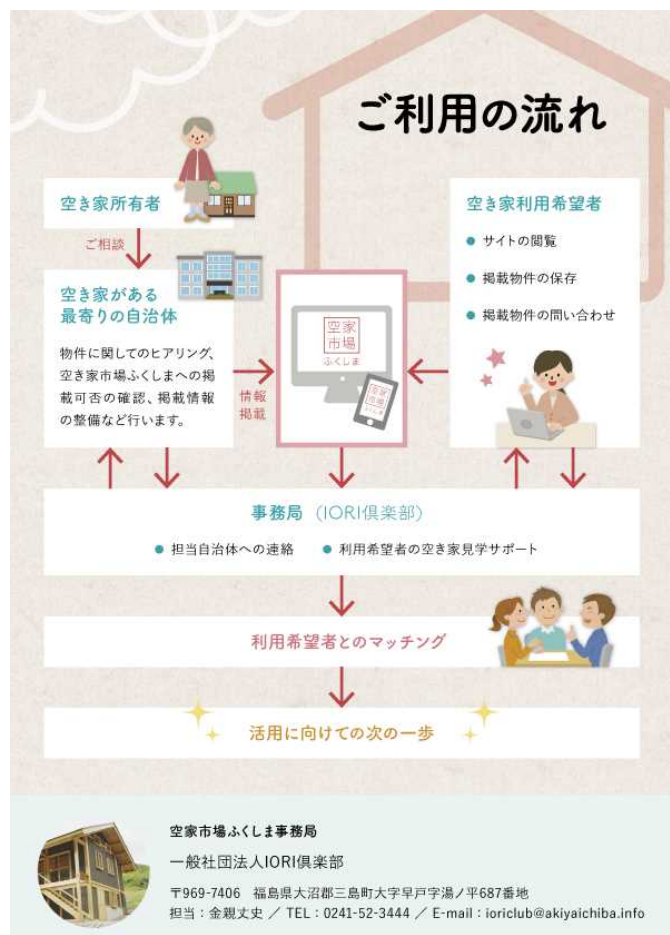 ご利用の流れ
空き家所有者
ご相談
空き家がある
最寄りの自治体
物件に関してのヒアリング、
空き家市場ふくしまへの掲
載可否の確認、掲載情報
の整備など行います。
情報
掲載
空家
市場
ふくしま
空家
市場
ふくしま
空き家利用希望者
● サイトの閲覧
● 掲載物件の保存
● 掲載物件の問い合わせ
事務局 （IORI倶楽部）
● 担当自治体への連絡 ● 利用希望者の空き家見学サポート
利用希望者とのマッチング
活用に向けての次の一歩
空家市場ふくしま事務局
一般社団法人IORI倶楽部
〒969-7406 福島県大沼郡三島町大字早戸字湯ノ平687番地
担当：金親丈史 ／ TEL：0241-52-3444 ／ E-mail：ioriclub@akiyaichiba.info